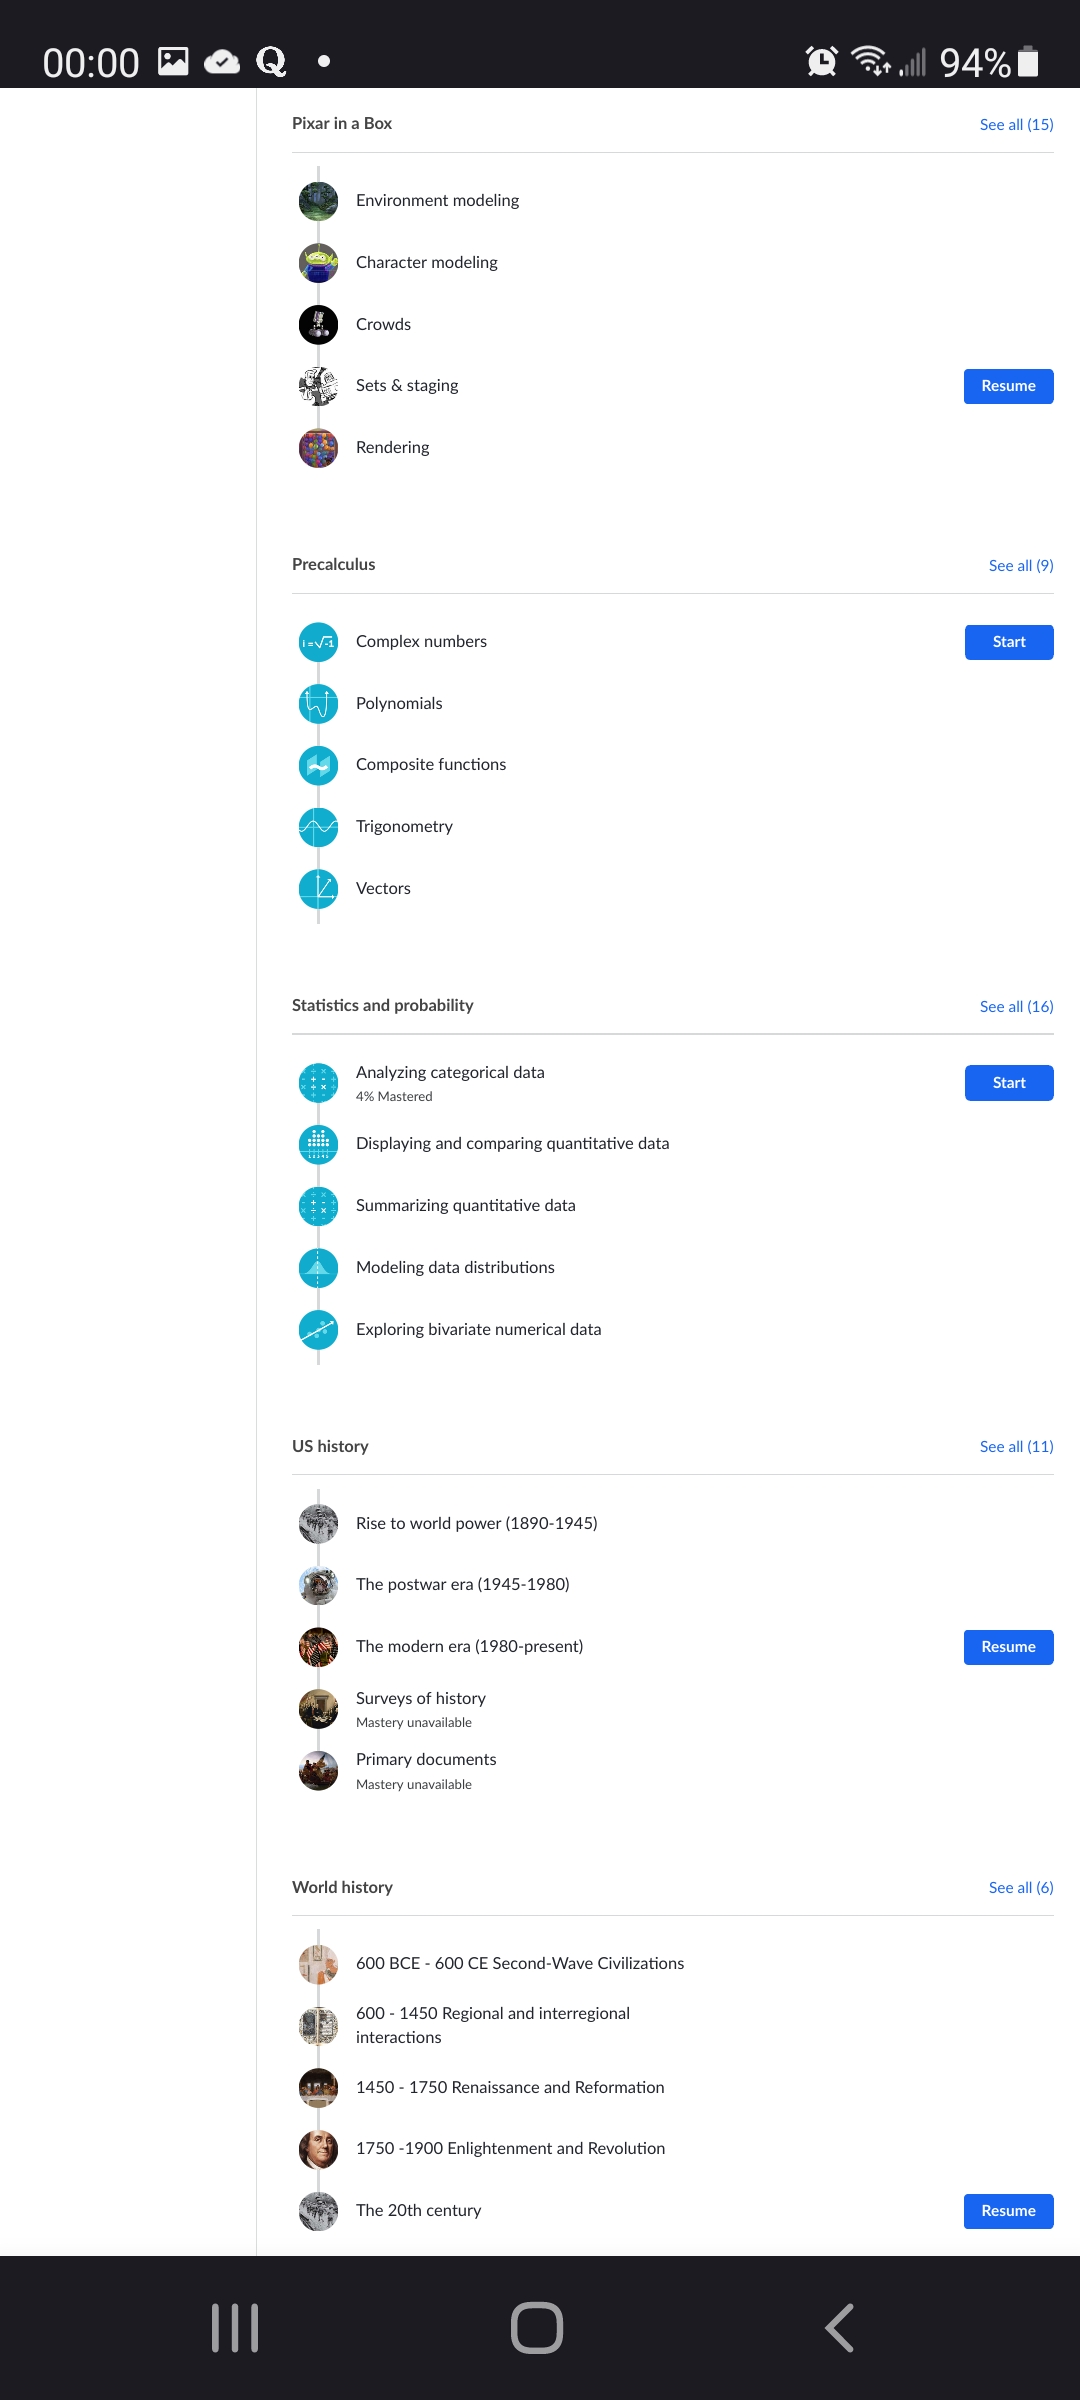 00:00
94%
Pixar in a Box
See all (15)
Environment modeling
Character modeling
Crowds
Sets & staging
Resume
Rendering
Precalculus
See all (9)
i = √-1
Complex numbers
Start
Polynomials
Composite functions
Trigonometry
Vectors
Statistics and probability
See all (16)
Analyzing categorical data
4% Mastered
Start
Displaying and comparing quantitative data
Summarizing quantitative data
Modeling data distributions
Exploring bivariate numerical data
US history
See all (11)
Rise to world power (1890-1945)
The postwar era (1945-1980)
The modern era (1980-present)
Resume
Surveys of history
Mastery unavailable
Primary documents
Mastery unavailable
World history
See all (6)
600 BCE - 600 CE Second-Wave Civilizations
600 - 1450 Regional and interregional
interactions
1450 - 1750 Renaissance and Reformation
1750 -1900 Enlightenment and Revolution
The 20th century
Resume